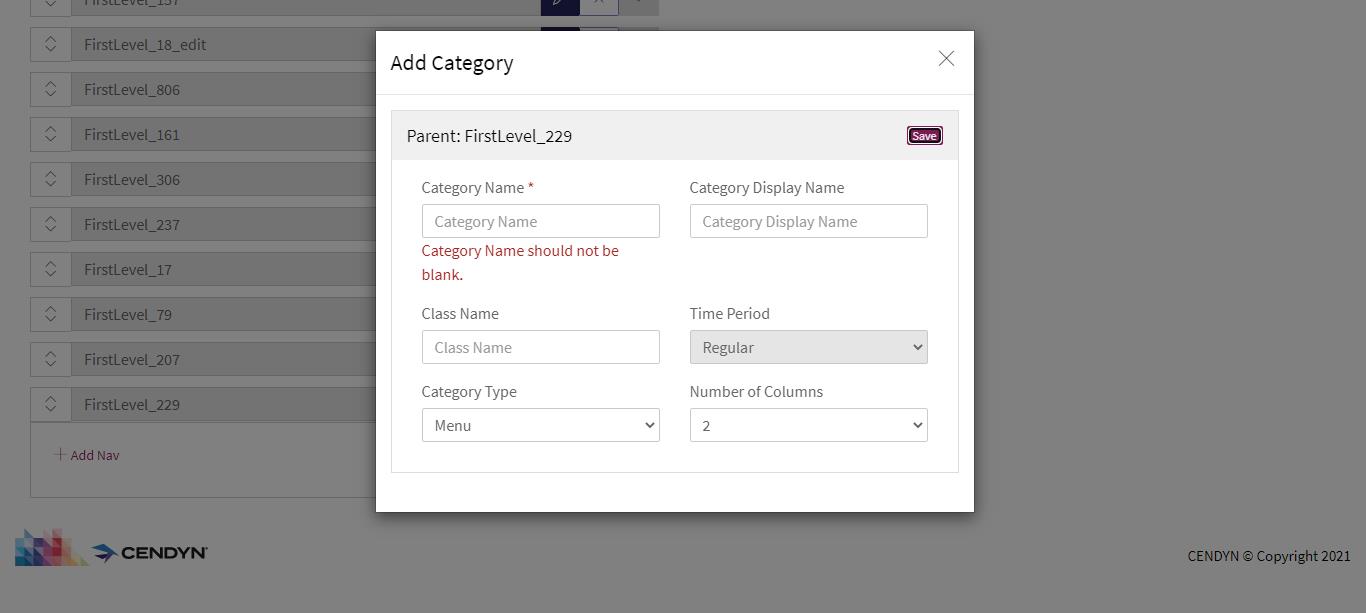 FirstLevel_157
FirstLevel_18_edit
FirstLevel_806
FirstLevel_161
FirstLevel_306
FirstLevel_237
FirstLevel_17
FirstLevel_79
FirstLevel_207
FirstLevel_229
Add Nav
Add Category
Parent: FirstLevel_229
Save
Category Name *
Category Display Name
Category Name
Category Display Name
Category Name should not be
blank.
Class Name
Time Period
Class Name
Regular
Category Type
Number of Columns
Menu
2
CENDYN
CENDYN © Copyright 2021